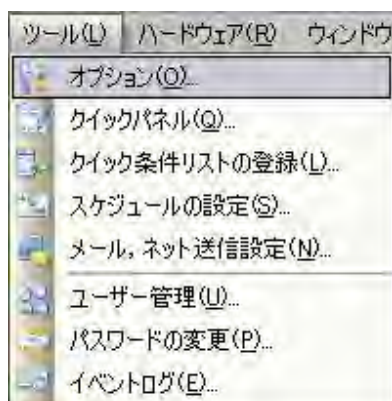 ツール(L) ハードウェア(R) ウィンドウ
オプション(O)...
クイックパネル(Q)...
クイック条件リストの登録(L)...
スケジュールの設定(S)...
メール，ネット送信設定(N)...
ユーザー管理(U)...
パスワードの変更(P)...
イベントログ(E)...